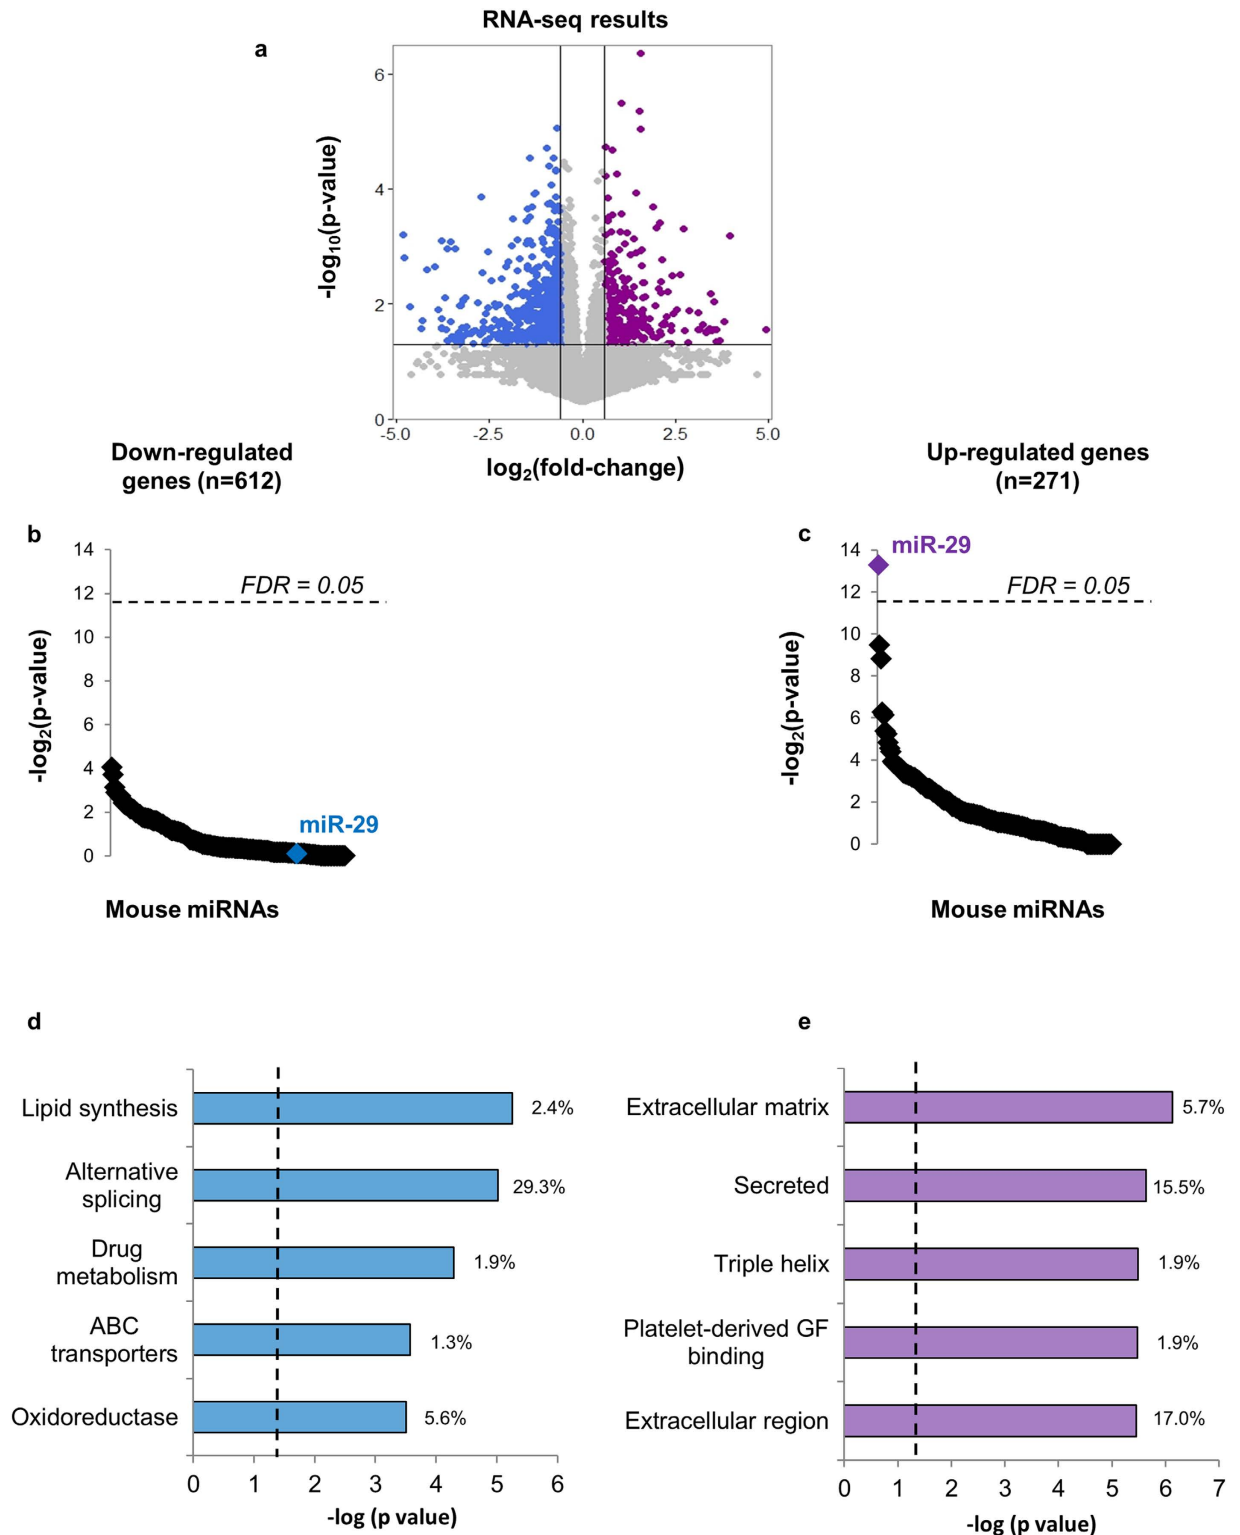 RNA-seq results
a
6
4
2
0
-log10(p-value)
-5.0 -2.5 0.0 2.5 5.0
log2(fold-change)
Down-regulated
genes (n=612)
Up-regulated genes
(n=271)
b
14
12
10
8
6
4
2
0
-log2(p-value)
FDR = 0.05
miR-29
Mouse miRNAs
c
14
12
10
8
6
4
2
0
-log2(p-value)
miR-29
FDR = 0.05
Mouse miRNAs
d
Lipid synthesis 2.4%
Alternative
splicing 29.3%
Drug
metabolism 1.9%
ABC
transporters 1.3%
Oxidoreductase 5.6%
0 1 2 3 4 5 6
-log (p value)
e
Extracellular matrix 5.7%
Secreted 15.5%
Triple helix 1.9%
Platelet-derived GF
binding 1.9%
Extracellular region 17.0%
0 1 2 3 4 5 6 7
-log (p value)